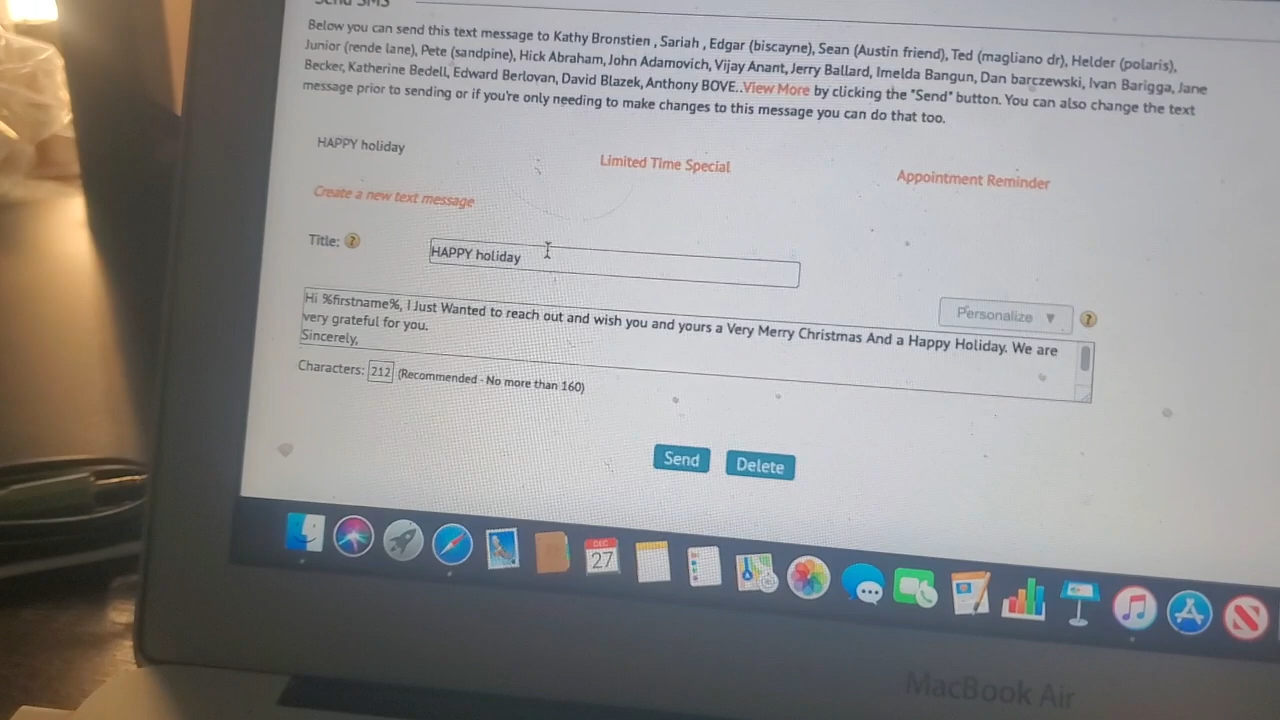 Send SMS
Below you can send this text message to Kathy Bronstien , Sariah , Edgar (biscayne), Sean (Austin friend), Ted (magliano dr), Helder (polaris),
Junior (rende lane), Pete (sandpine), Hick Abraham, John Adamovich, Vijay Anant, Jerry Ballard, Imelda Bangun, Dan barczewski, Ivan Barigga, Jane
Becker, Katherine Bedell, Edward Berlovan, David Blazek, Anthony BOVE..View More by clicking the "Send" button. You can also change the text
message prior to sending or if you're only needing to make changes to this message you can do that too.
HAPPY holiday
Limited Time Special
Appointment Reminder
Create a new text message
Title: ?
HAPPY holiday
Personalize ▼ ?
Hi %firstname%, I Just Wanted to reach out and wish you and yours a Very Merry Christmas And a Happy Holiday. We are
very grateful for you.
Sincerely,
Characters: 212 (Recommended - No more than 160)
Send
Delete
DEC
27
MacBook Air